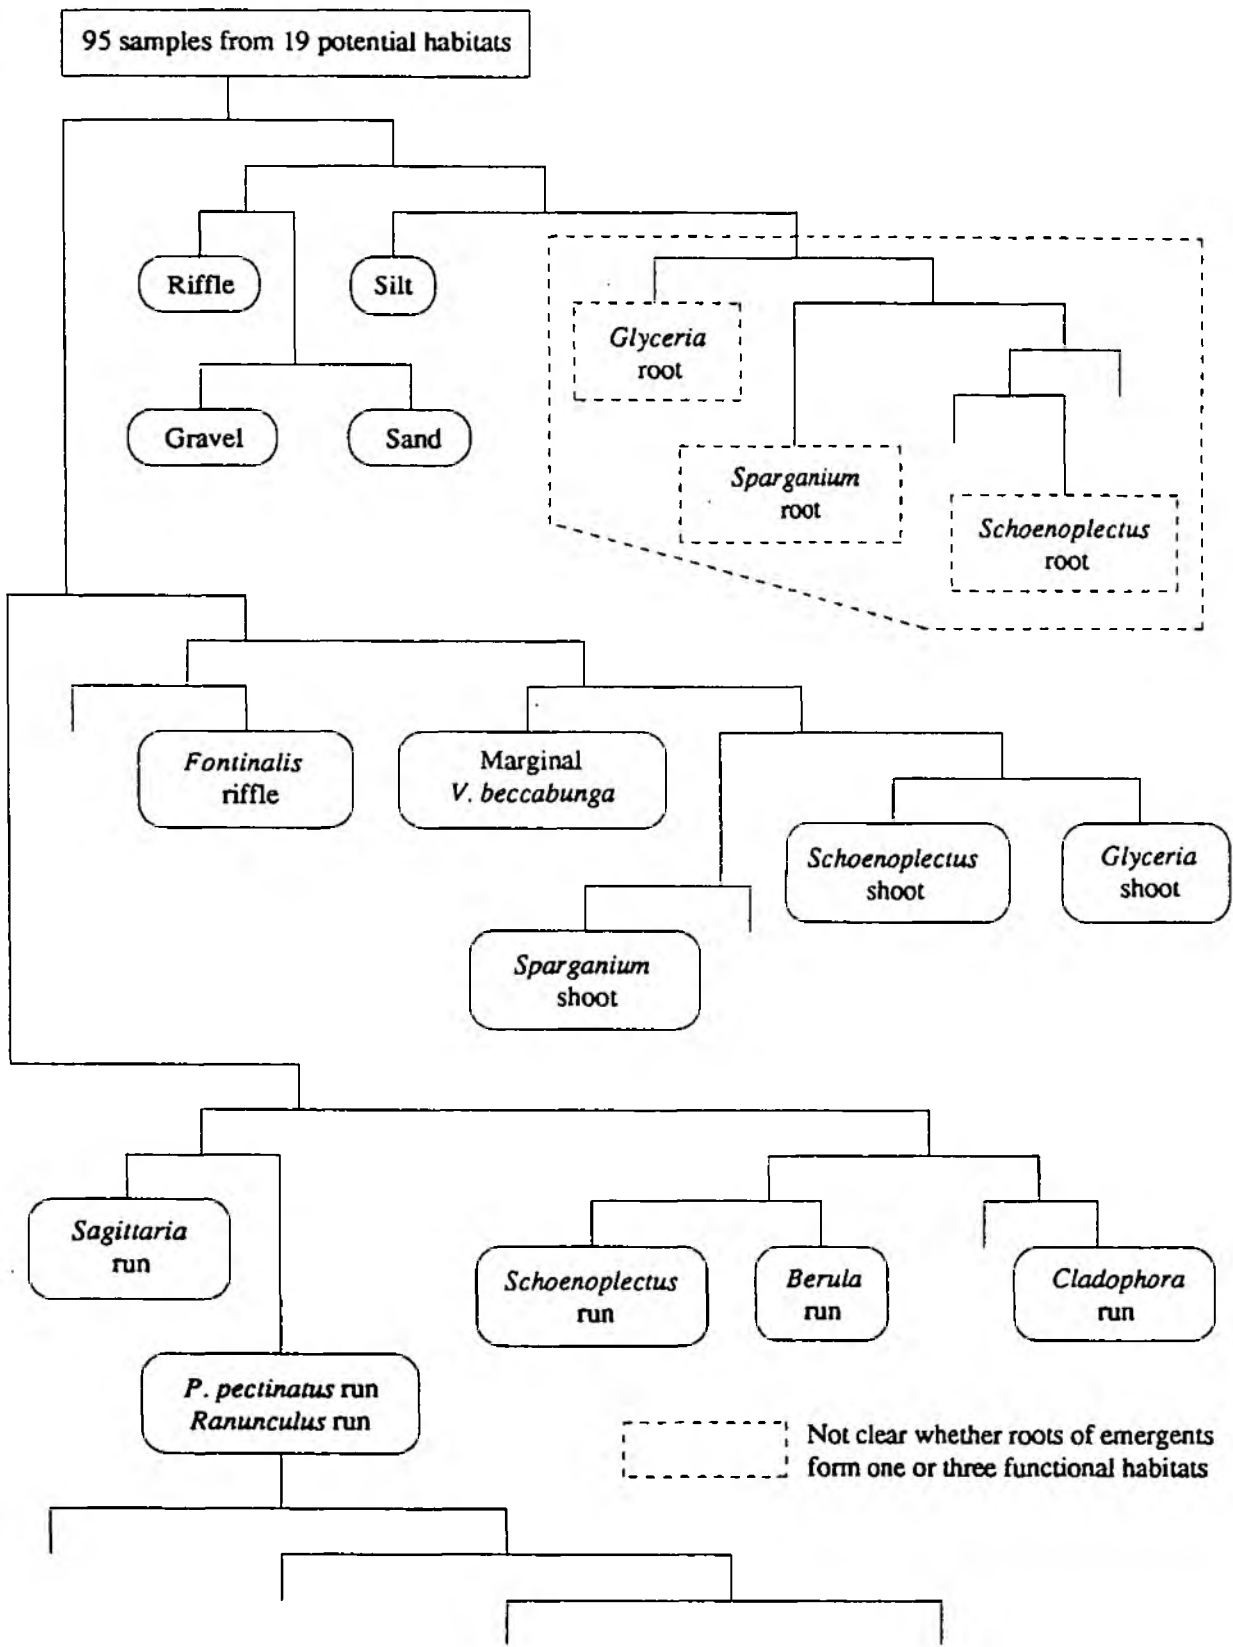 95 samples from 19 potential habitats
Riffle
Silt
Glyceria
root
Gravel
Sand
Sparganium
root
Schoenoplectus
root
Fontinalis
riffle
Marginal
V. beccabunga
Schoenoplectus
shoot
Glyceria
shoot
Sparganium
shoot
Sagittaria
run
Schoenoplectus
run
Berula
run
Cladophora
run
P. pectinatus run
Ranunculus run
Not clear whether roots of emergents
form one or three functional habitats